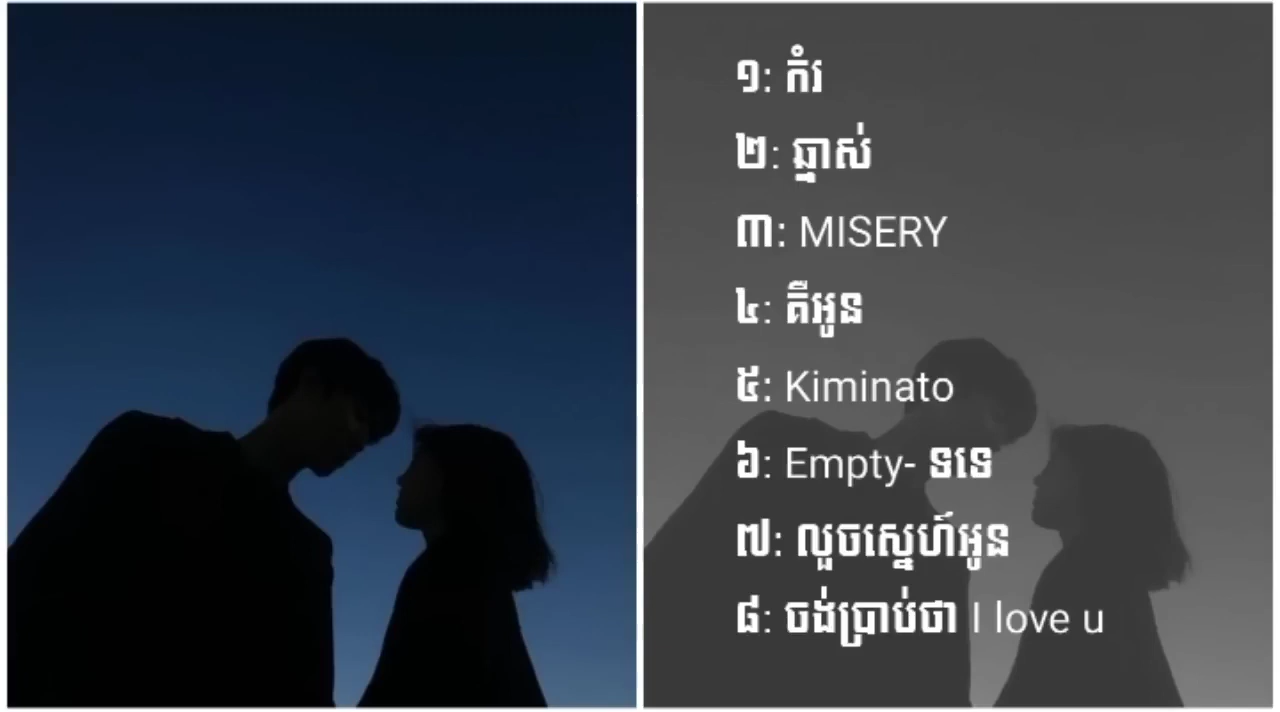 ១: កំរ
២: ឆ្នាស់
៣: MISERY
៤: គឺអូន
៥: Kiminato
៦: Empty- ទទេ
៧: លួចស្នេហ៍អូន
៨: ចង់ប្រាប់ថា I love u